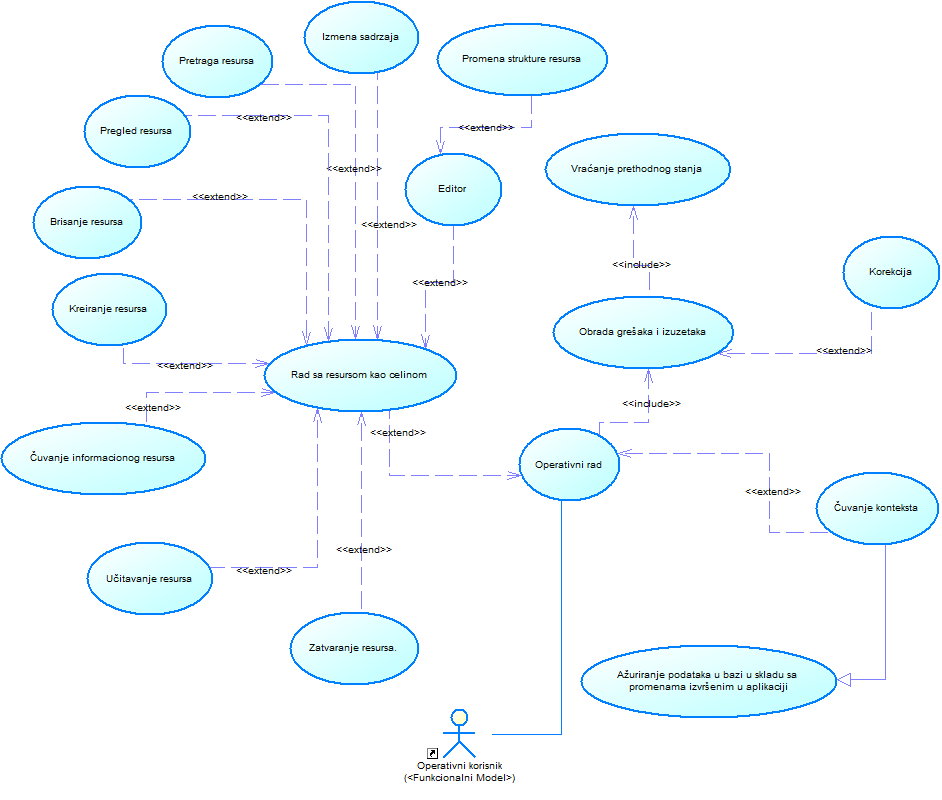 Izmena sadrzaja
Pretraga resursa
Promena strukture resursa
<<extend>>
Pregled resursa
<<extend>>
<<extend>>
Vraćanje prethodnog stanja
Editor
<<extend>>
Brisanje resursa
<<extend>>
<<include>>
Korekcija
<<extend>>
Kreiranje resursa
Obrada grešaka i izuzetaka
<<extend>>
<<extend>>
Rad sa resursom kao celinom
<<extend>>
<<include>>
<<extend>>
Čuvanje informacionog resursa
Operativni rad
<<extend>>
Čuvanje konteksta
<<extend>>
<<extend>>
Učitavanje resursa
Zatvaranje resursa.
Ažuriranje podataka u bazi u skladu sa
promenama izvršenim u aplikaciji
Operativni korisnik
(<Funkcionalni Model>)